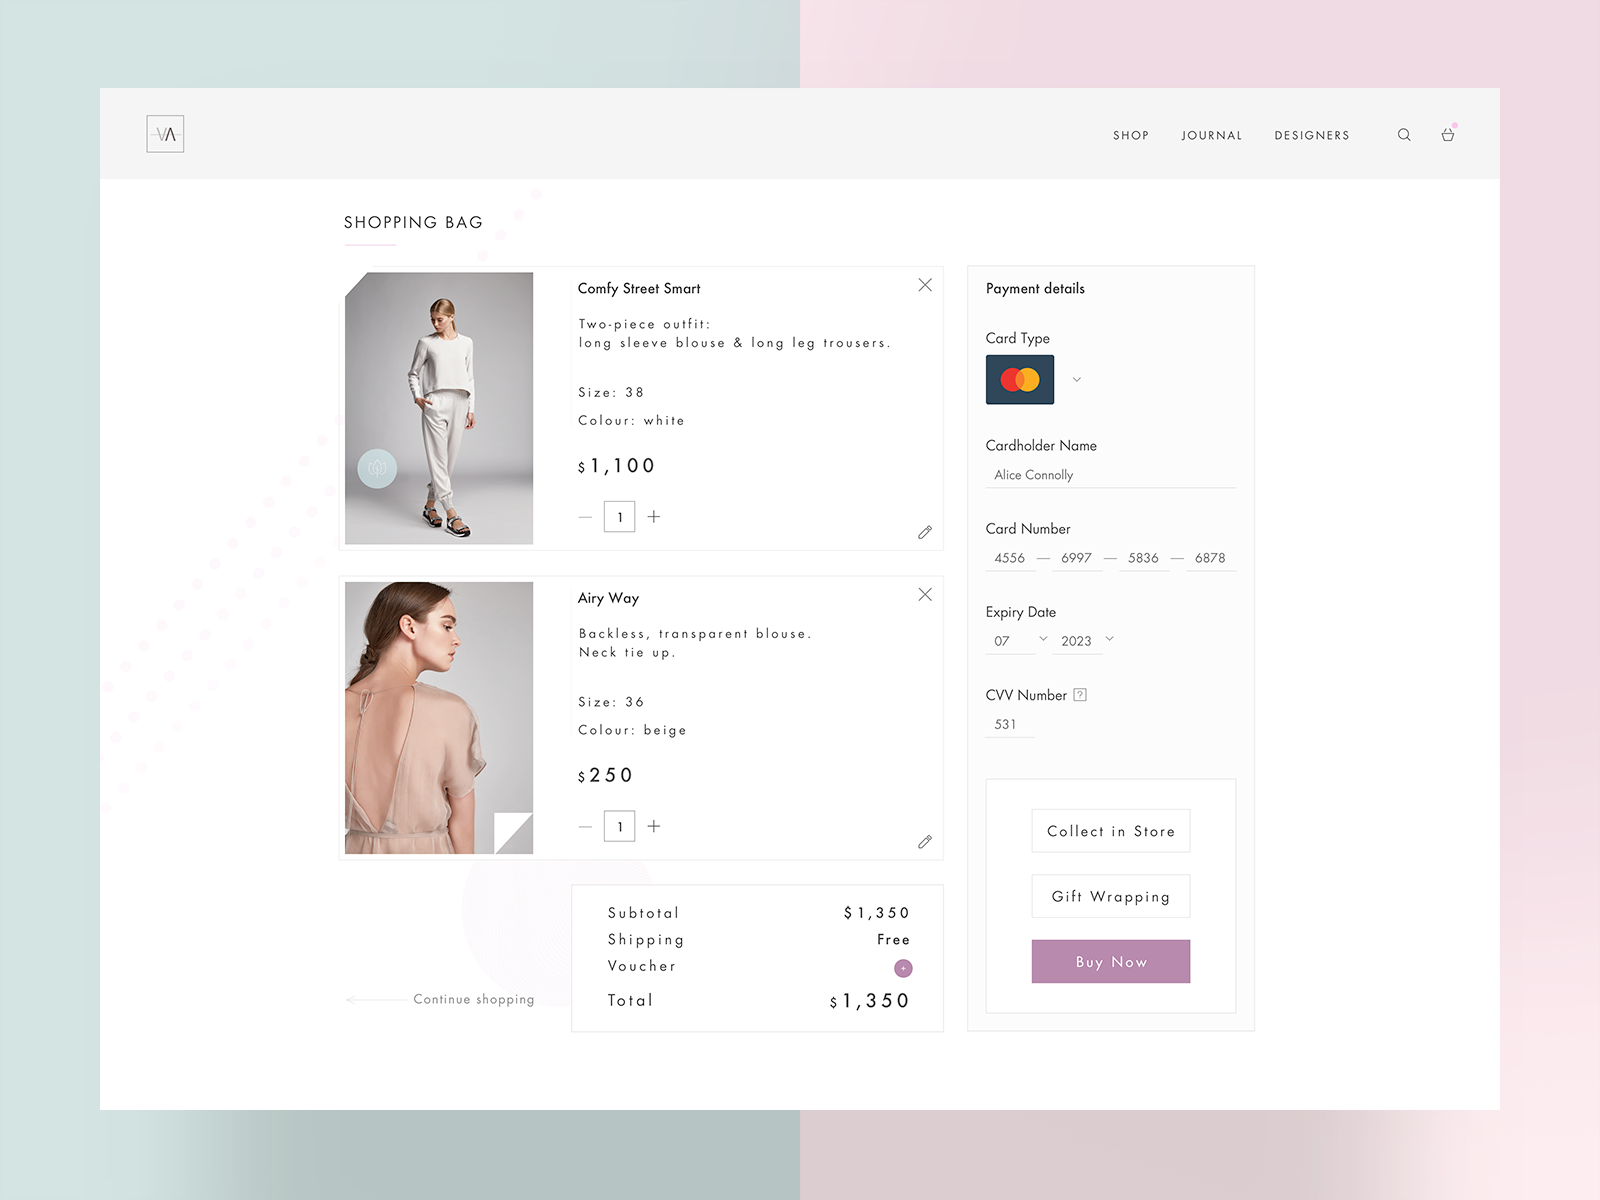 VA
SHOP JOURNAL DESIGNERS
SHOPPING BAG
Comfy Street Smart
Two-piece outfit:
long sleeve blouse & long leg trousers.
Size: 38
Colour: white
$1,100
1
Airy Way
Backless, transparent blouse.
Neck tie up.
Size: 36
Colour: beige
$250
1
Subtotal $1,350
Shipping Free
Voucher +
Total $1,350
Continue shopping
Payment details
Card Type
Cardholder Name
Alice Connolly
Card Number
4556 — 6997 — 5836 — 6878
Expiry Date
07 2023
CVV Number ?
531
Collect in Store
Gift Wrapping
Buy Now